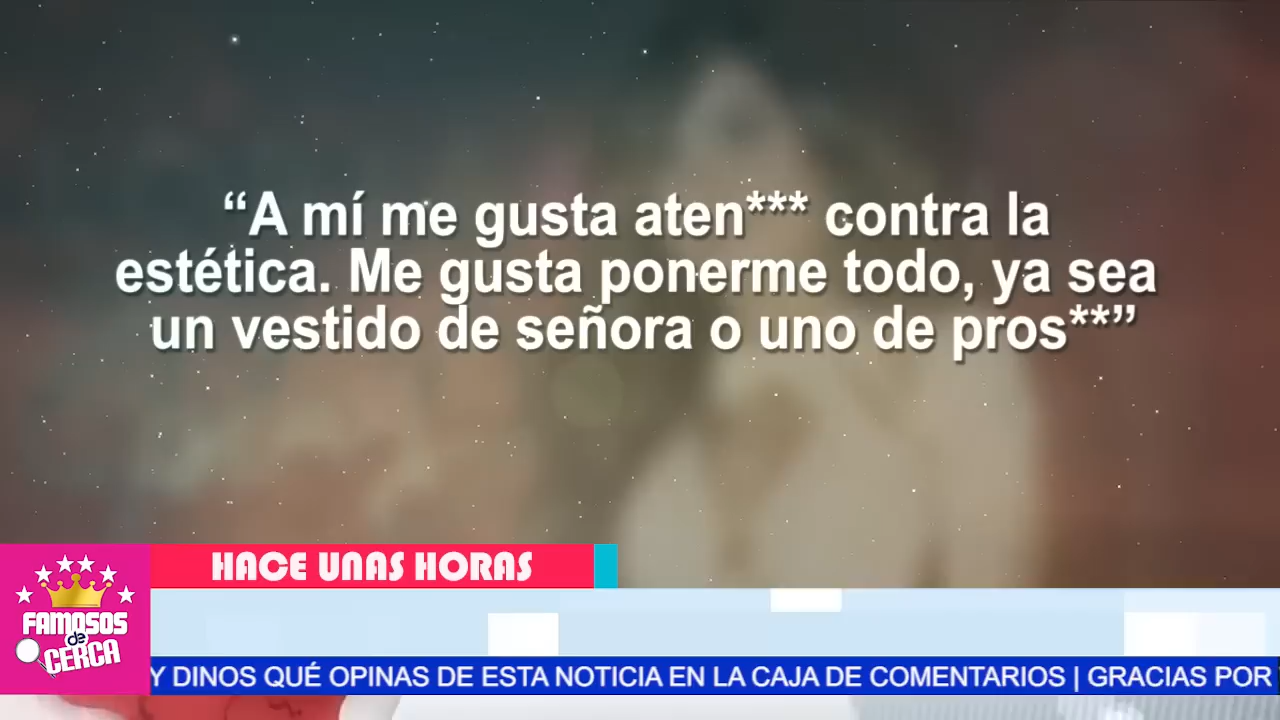 “A mí me gusta aten*** contra la
estética. Me gusta ponerme todo, ya sea
un vestido de señora o uno de pros**”
HACE UNAS HORAS
FAMOSOS
de
CERCA
Y DINOS QUÉ OPINAS DE ESTA NOTICIA EN LA CAJA DE COMENTARIOS | GRACIAS POR